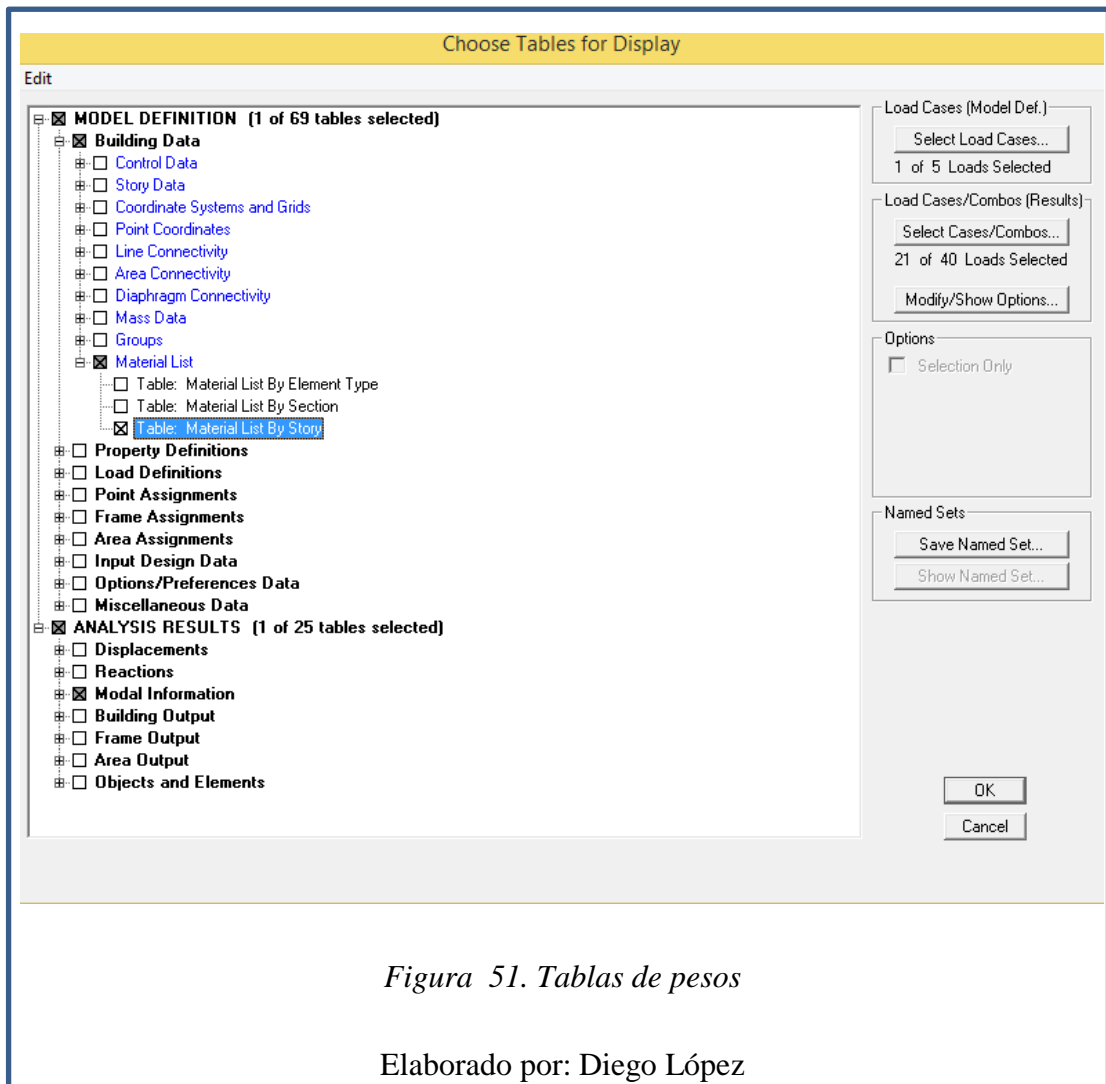 Choose Tables for Display
Edit
MODEL DEFINITION (1 of 69 tables selected)
Building Data
Control Data
Story Data
Coordinate Systems and Grids
Point Coordinates
Line Connectivity
Area Connectivity
Diaphragm Connectivity
Mass Data
Groups
Material List
Table: Material List By Element Type
Table: Material List By Section
Table: Material List By Story
Property Definitions
Load Definitions
Point Assignments
Frame Assignments
Area Assignments
Input Design Data
Options/Preferences Data
Miscellaneous Data
ANALYSIS RESULTS (1 of 25 tables selected)
Displacements
Reactions
Modal Information
Building Output
Frame Output
Area Output
Objects and Elements
Load Cases (Model Def.)
Select Load Cases...
1 of 5 Loads Selected
Load Cases/Combos (Results)
Select Cases/Combos...
21 of 40 Loads Selected
Modify/Show Options...
Options
Selection Only
Named Sets
Save Named Set...
Show Named Set...
OK
Cancel
Figura 51. Tablas de pesos
Elaborado por: Diego López